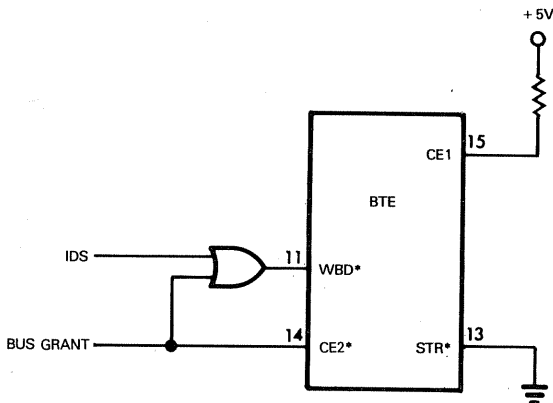 +5V
15
CE1
BTE
IDS
11
WBD*
BUS GRANT
14
CE2*
STR*
13